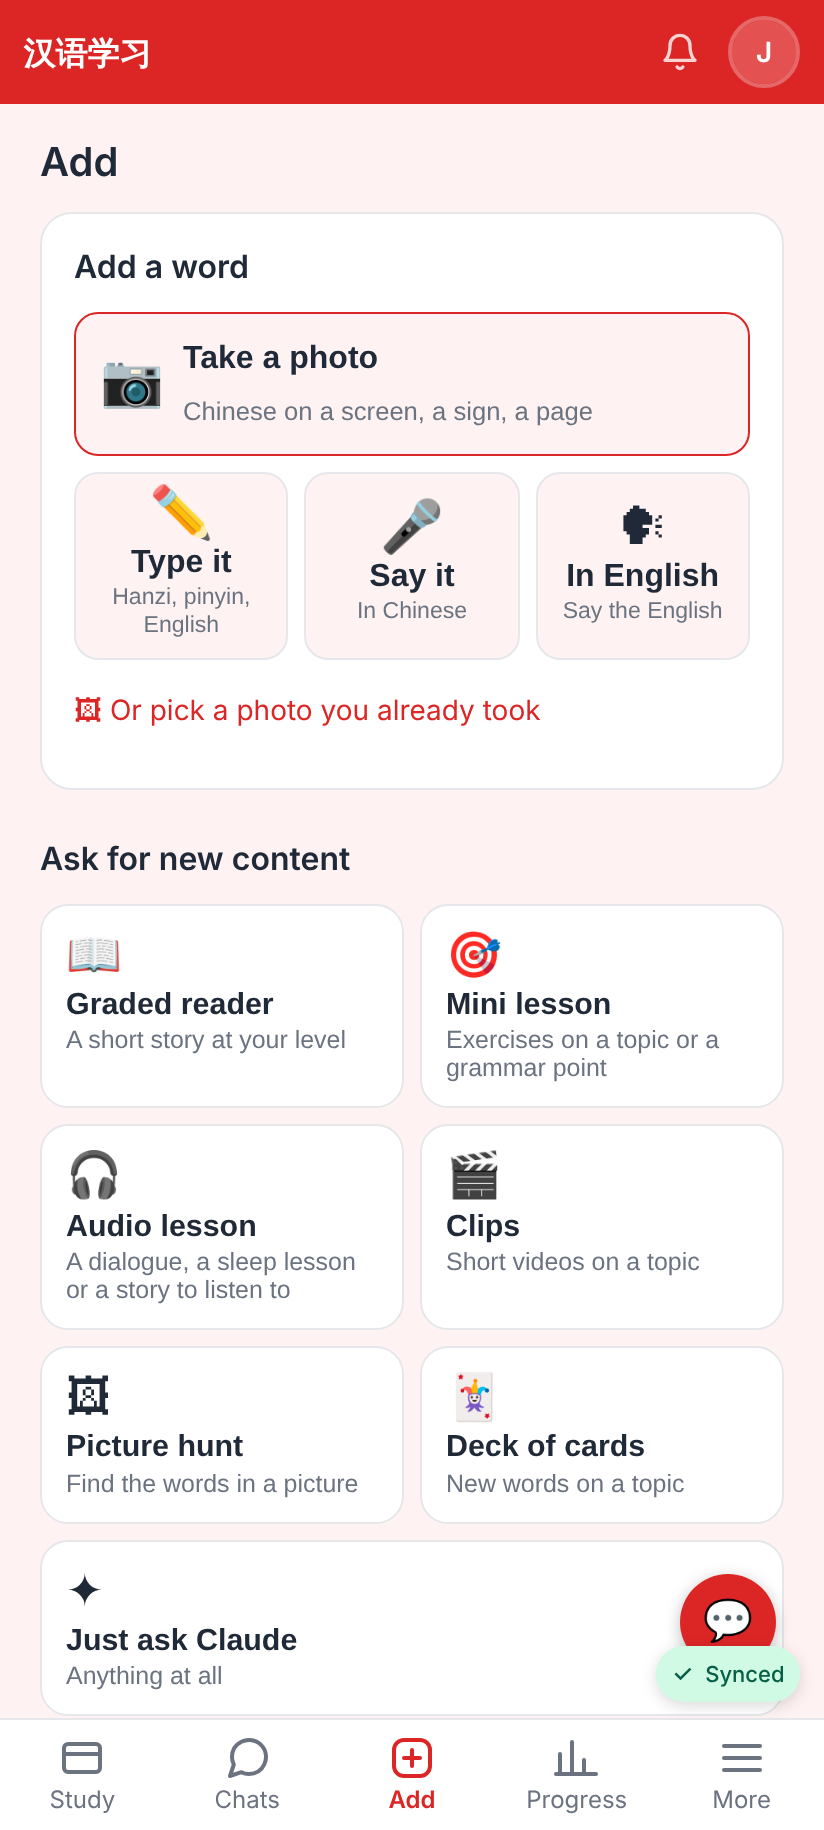 汉语学习
J
Add
Add a word
Take a photo
Chinese on a screen, a sign, a page
Type it
Hanzi, pinyin,
English
Say it
In Chinese
In English
Say the English
Or pick a photo you already took
Ask for new content
Graded reader
A short story at your level
Mini lesson
Exercises on a topic or a
grammar point
Audio lesson
A dialogue, a sleep lesson
or a story to listen to
Clips
Short videos on a topic
Picture hunt
Find the words in a picture
Deck of cards
New words on a topic
Just ask Claude
Anything at all
Synced
Study
Chats
Add
Progress
More